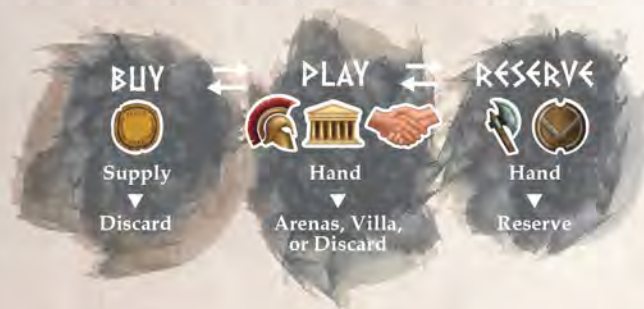 BUY
Supply
Discard
PLAY
Hand
Arenas, Villa,
or Discard
RESERVE
Hand
Reserve